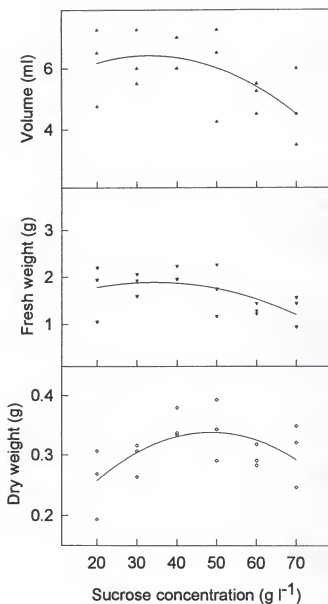 Volume (ml)
6
4
Fresh weight (g)
3
2
1
Dry weight (g)
0.4
0.3
0.2
20 30 40 50 60 70
Sucrose concentration (g l⁻¹)